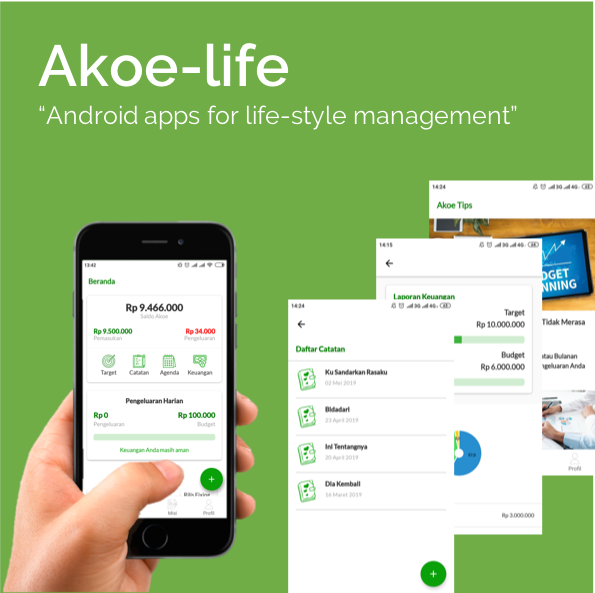 Akoe-life
“Android apps for life-style management”
13:42
Beranda
Rp 9.466.000
Saldo Akoe
Rp 9.500.000
Rp 34.000
Pemasukan
Pengeluaran
Target
Catatan
Agenda
Keuangan
Pengeluaran Harian
Rp 0
Rp 100.000
Pengeluaran
Budget
Keuangan Anda masih aman
Misi
Profil
14:24
Daftar Catatan
Ku Sandarkan Rasaku
02 Mei 2019
Bidadari
23 April 2019
Ini Tentangnya
20 April 2019
Dia Kembali
16 Maret 2019
14:15
Laporan Keuangan
Target
Rp 10.000.000
Budget
Rp 6.000.000
Rp 3.000.000
14:24
Akoe Tips
DGET
NNING
Tidak Merasa
atau Bulanan
geluaran Anda
Profil